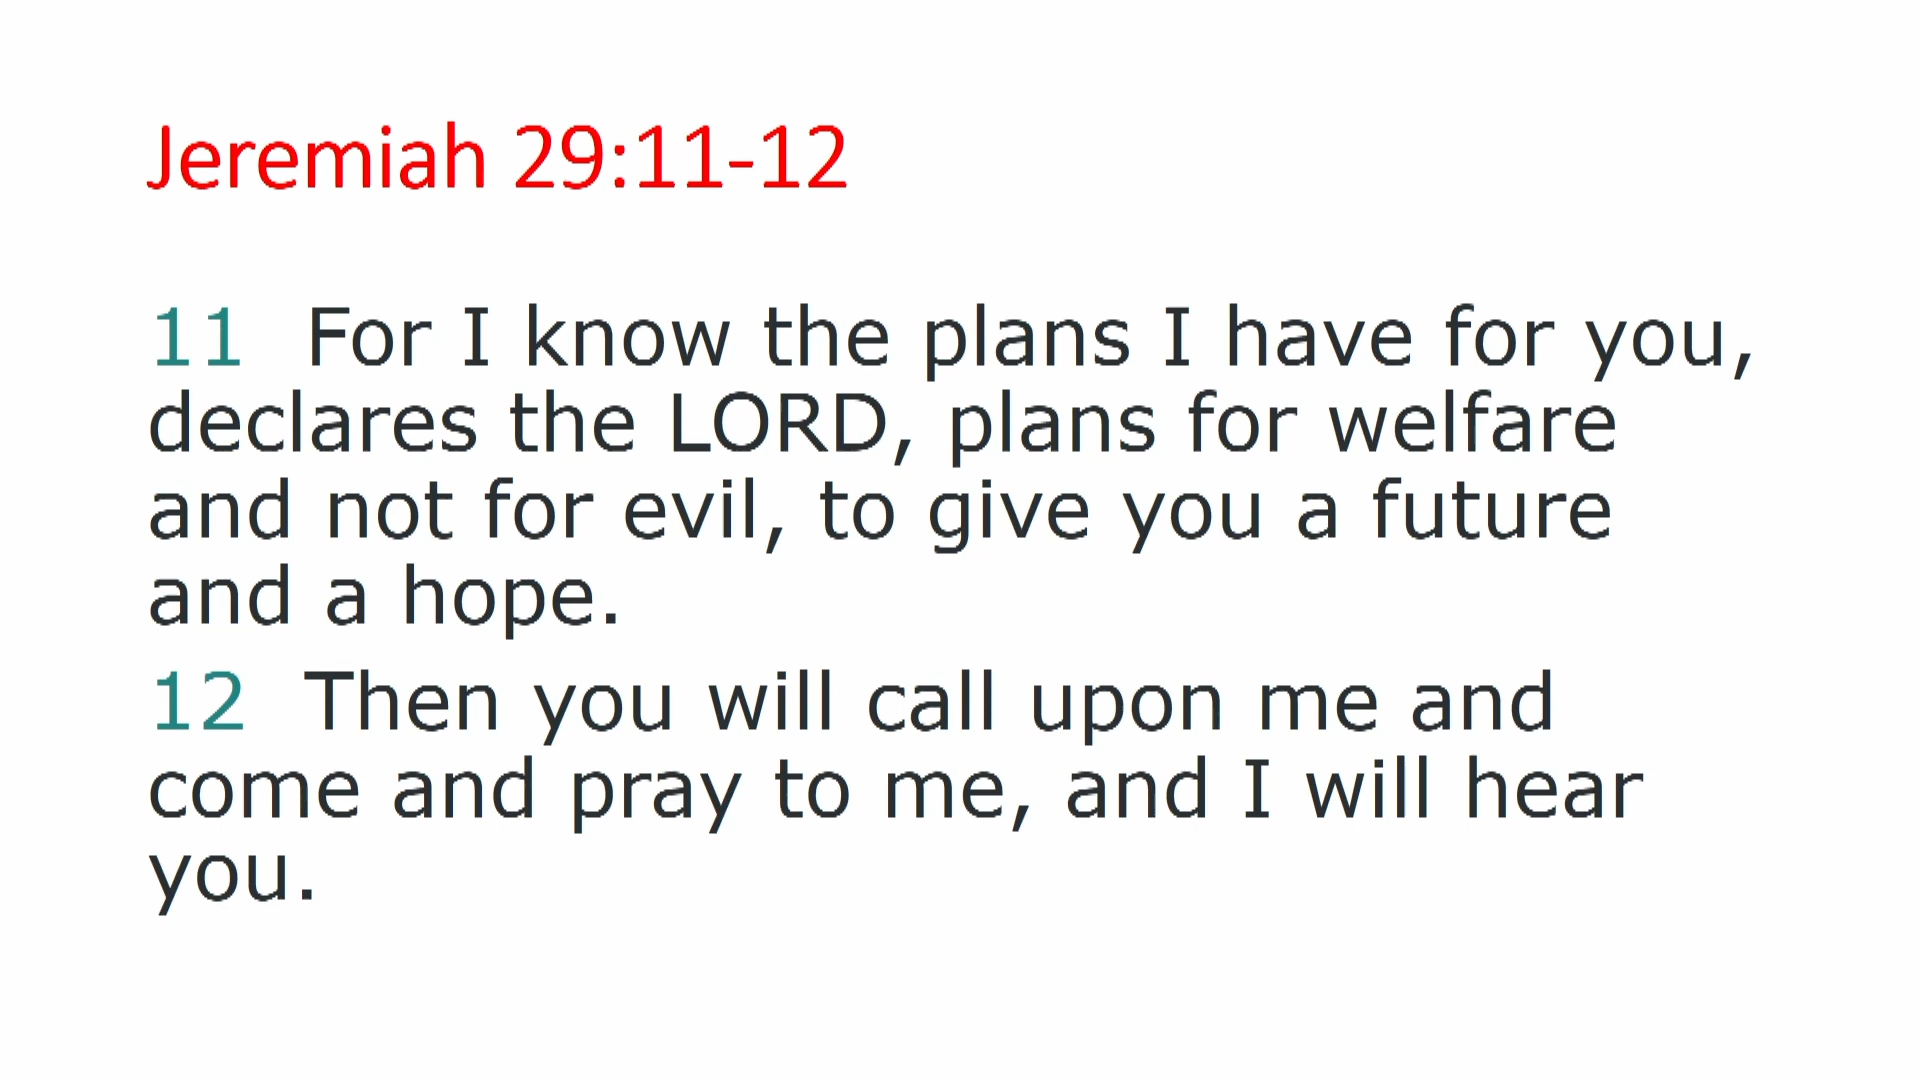 Jeremiah 29:11-12
11 For I know the plans I have for you,
declares the LORD, plans for welfare
and not for evil, to give you a future
and a hope.
12 Then you will call upon me and
come and pray to me, and I will hear
you.